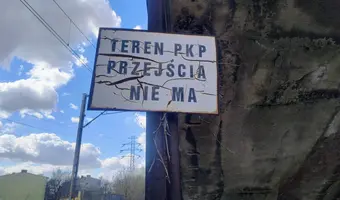 TEREN PKP
PRZEJŚCIA
NIE MA